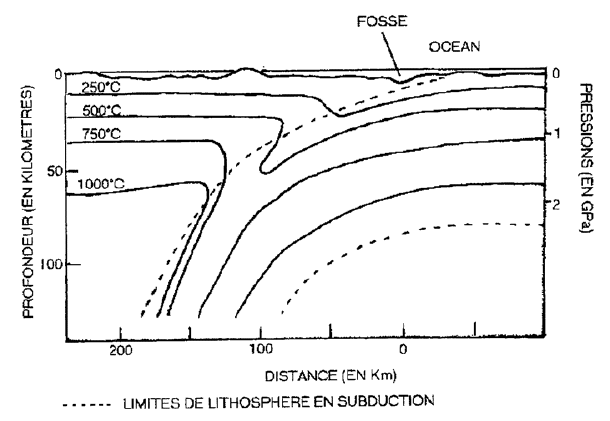 FOSSE
OCEAN
PROFONDEUR (EN KILOMETRES)
0
50
100
250°C
500°C
750°C
1000°C
0
1
2
PRESSIONS (EN GPa)
200
100
0
DISTANCE (EN Km)
LIMITES DE LITHOSPHERE EN SUBDUCTION